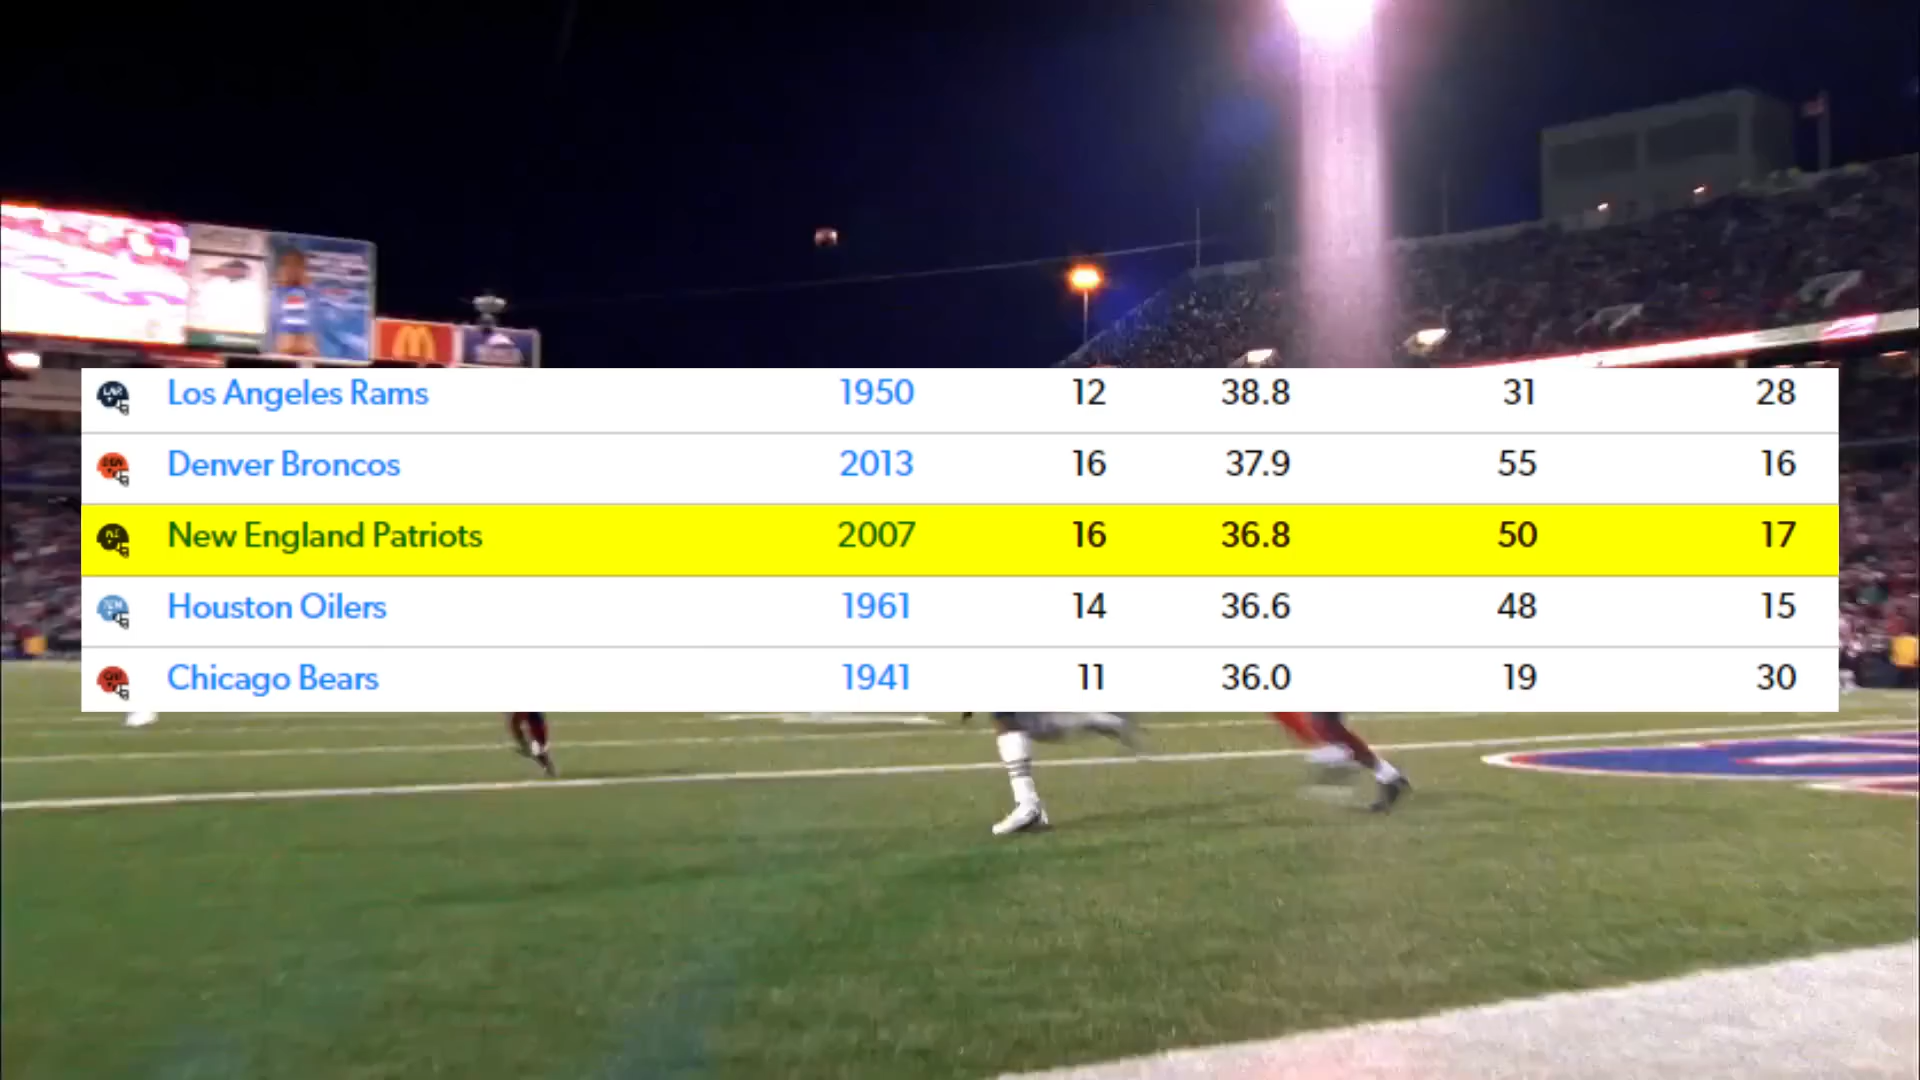 Los Angeles Rams 1950 12 38.8 31 28
Denver Broncos 2013 16 37.9 55 16
New England Patriots 2007 16 36.8 50 17
Houston Oilers 1961 14 36.6 48 15
Chicago Bears 1941 11 36.0 19 30